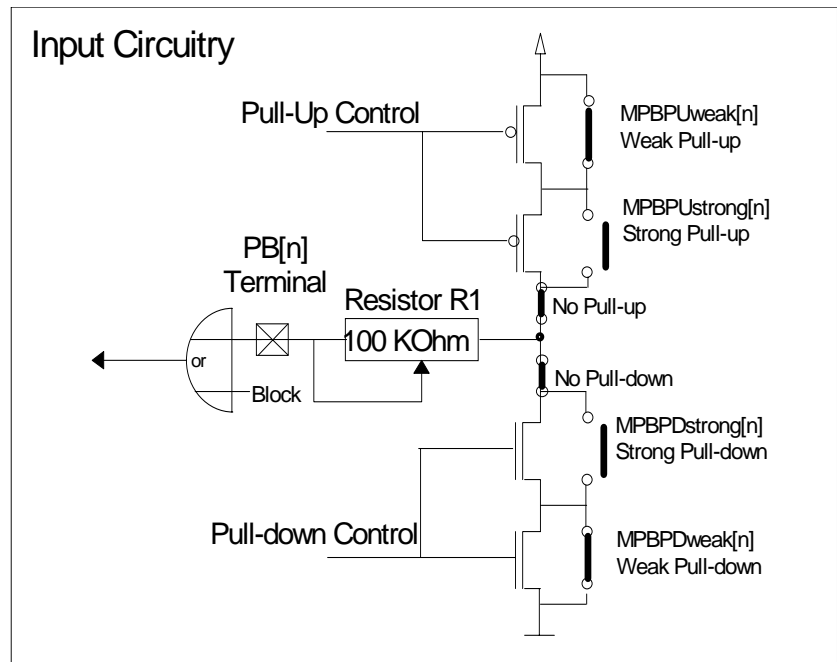 Input Circuitry
Pull-Up Control
MPBPUweak[n]
Weak Pull-up
MPBPUstrong[n]
Strong Pull-up
PB[n]
Terminal
Resistor R1
100 KOhm
No Pull-up
or
Block
No Pull-down
MPBPDstrong[n]
Strong Pull-down
Pull-down Control
MPBPDweak[n]
Weak Pull-down